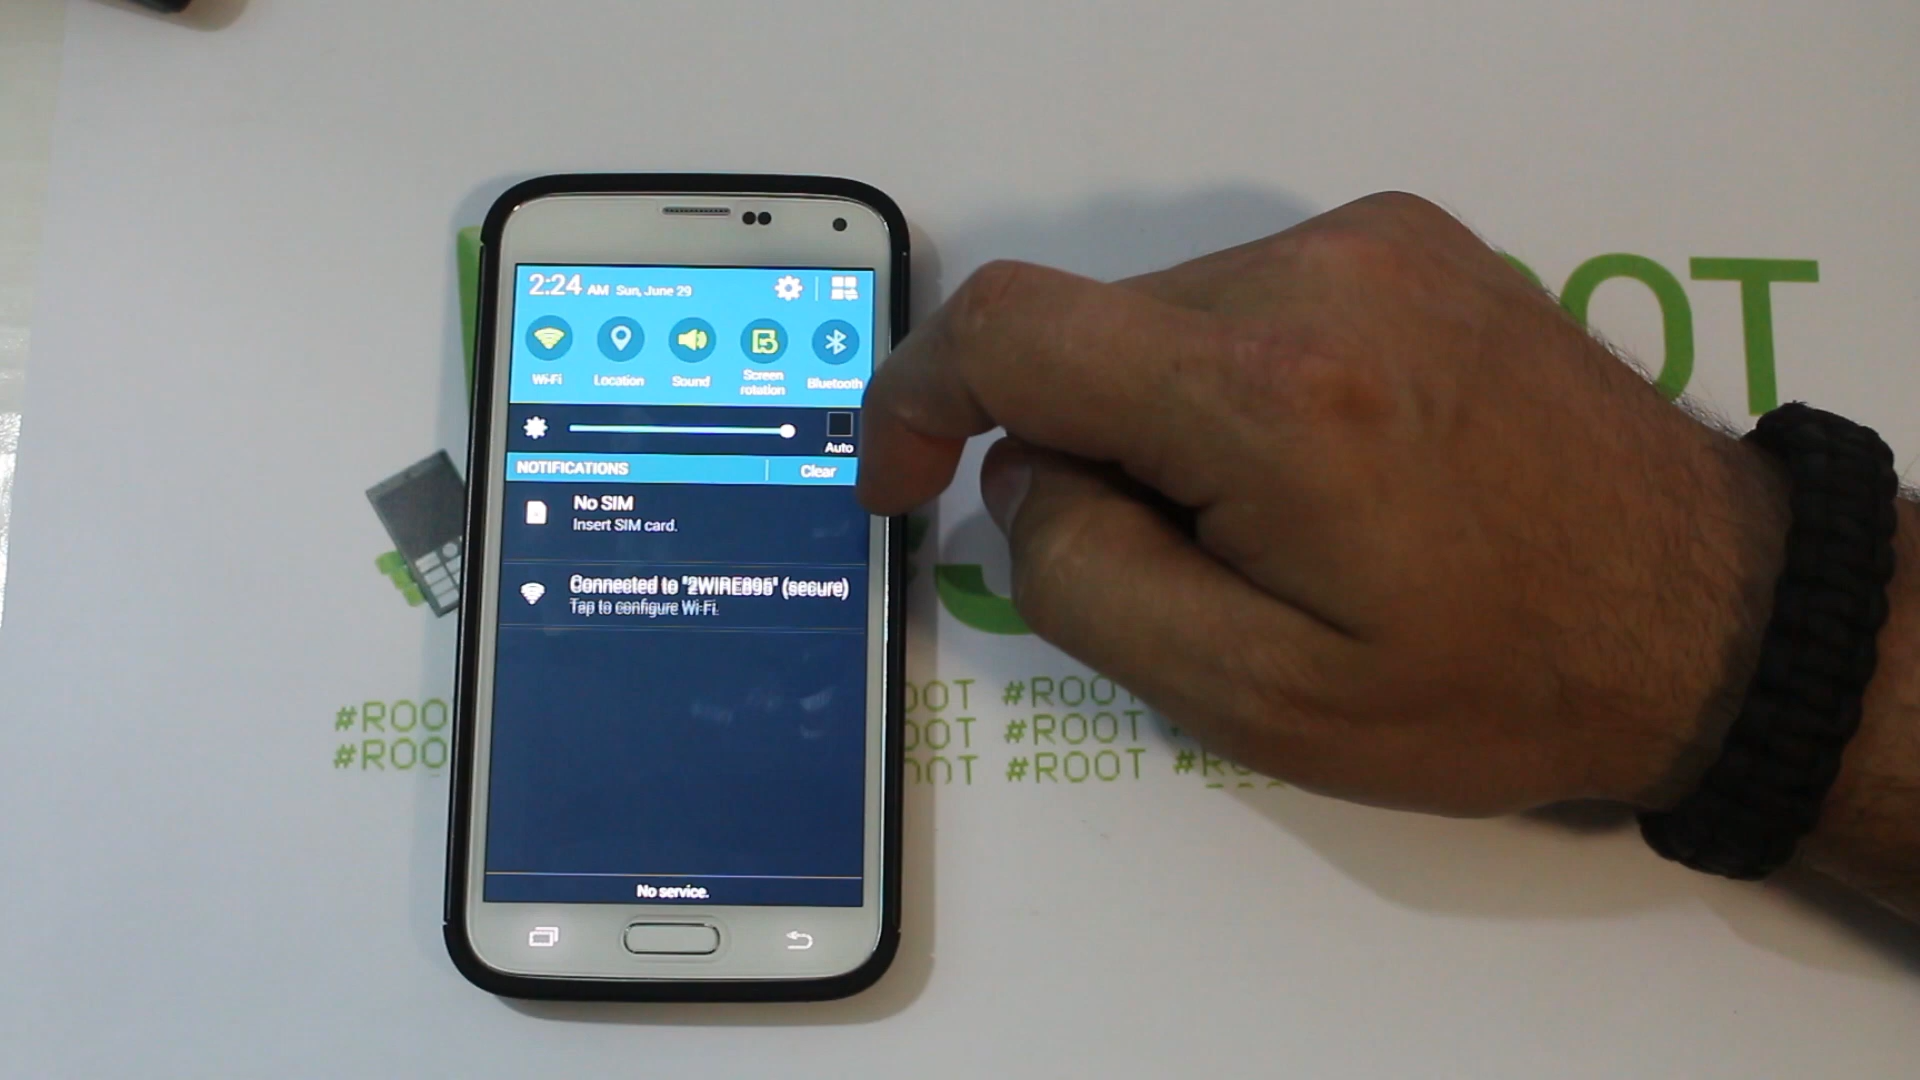 2:24 AM Sun, June 29
Wi-Fi Location Sound Screen rotation Bluetooth
Auto
NOTIFICATIONS Clear
No SIM
Insert SIM card.
Connected to "2WIRE895" (secure)
Tap to configure Wi-Fi.
No service.
OOT
#ROO OOT #ROOT
#ROO OOT #ROOT
OOT #ROOT #R